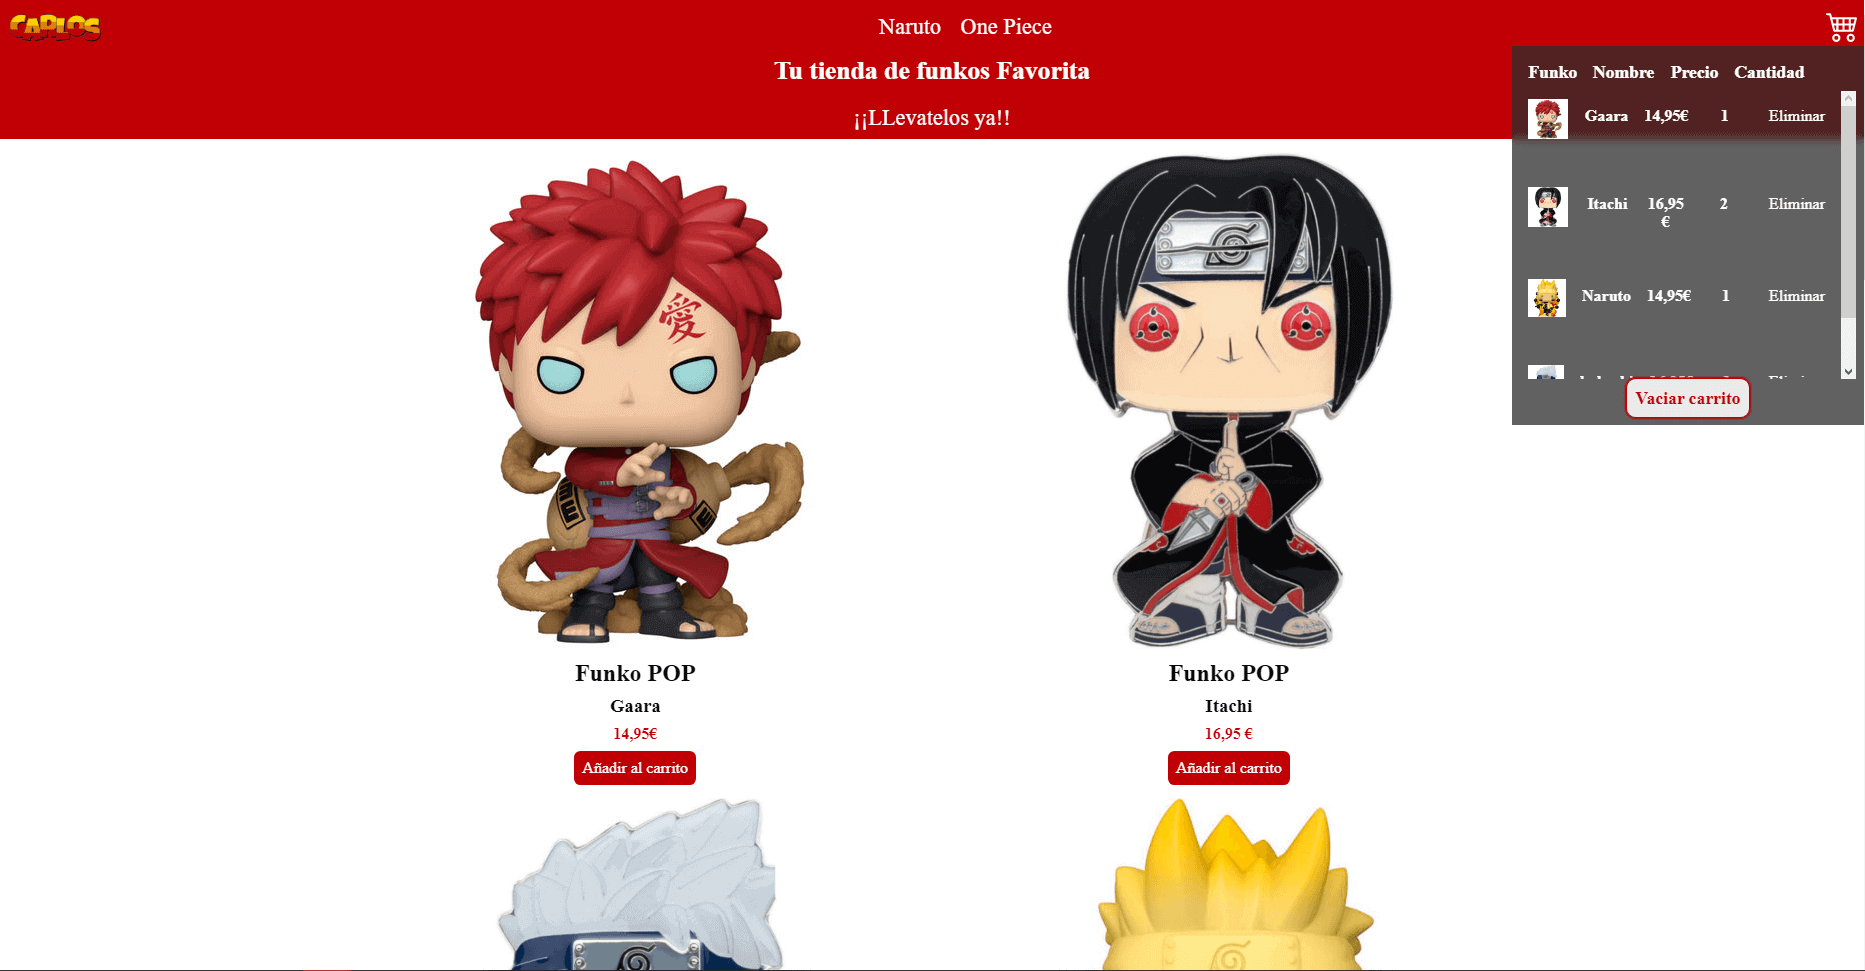 CARLOS
Naruto One Piece
Tu tienda de funkos Favorita
¡¡LLevatelos ya!!
Funko Nombre Precio Cantidad
Gaara 14,95€ 1 Eliminar
Itachi 16,95 € 2 Eliminar
Naruto 14,95€ 1 Eliminar
Vaciar carrito
愛
Funko POP
Gaara
14,95€
Añadir al carrito
Funko POP
Itachi
16,95 €
Añadir al carrito